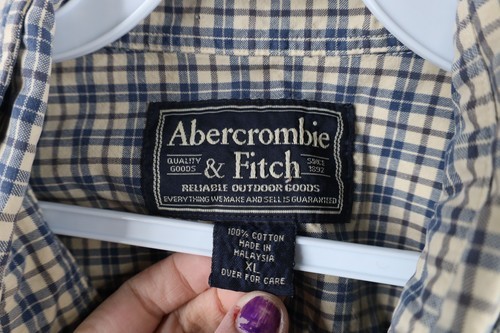 Abercrombie
QUALITY GOODS & Fitch SINCE 1892
RELIABLE OUTDOOR GOODS
EVERYTHING WE MAKE AND SELL IS GUARANTEED
100% COTTON
MADE IN
MALAYSIA
XL
OVER FOR CARE